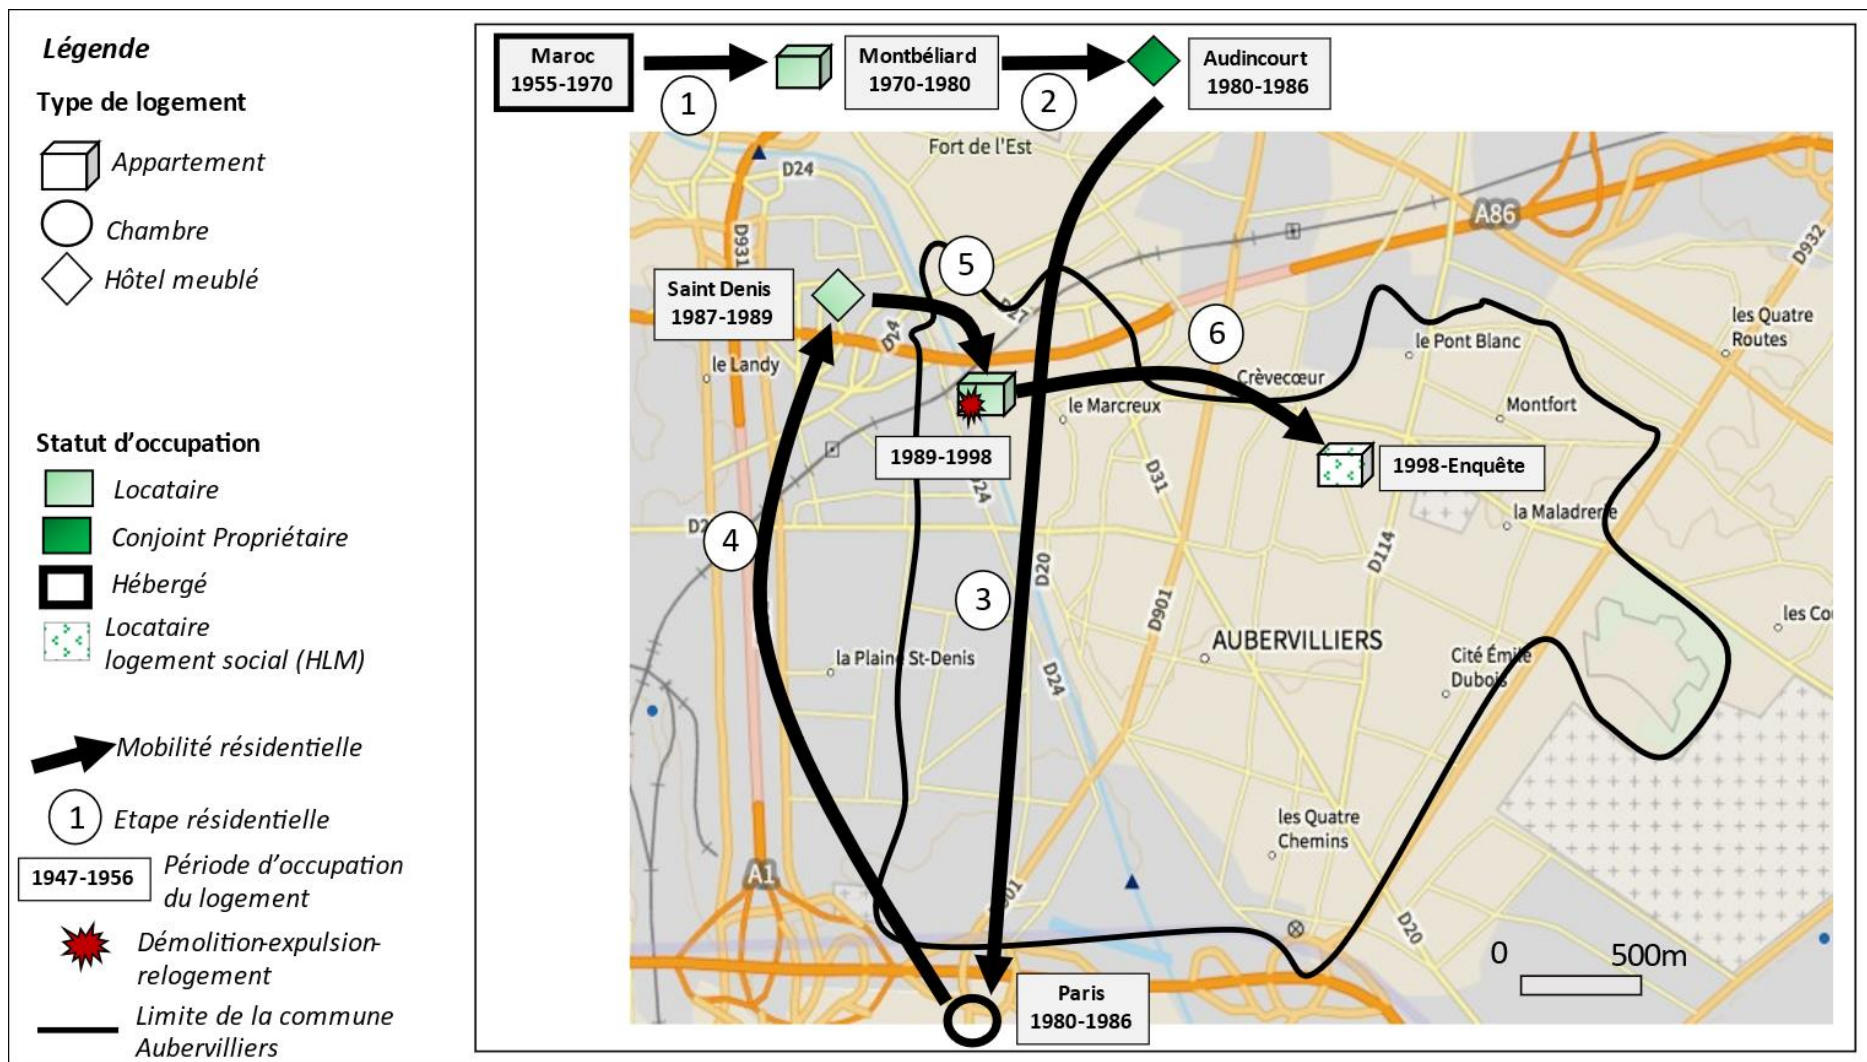 Légende
Type de logement
Appartement
Chambre
Hôtel meublé
Statut d'occupation
Locataire
Conjoint Propriétaire
Hébergé
Locataire
logement social (HLM)
Mobilité résidentielle
1
Etape résidentielle
1947-1956
Période d'occupation
du logement
Démolition-expulsion-
relogement
Limite de la commune
Aubervilliers
Maroc
1955-1970
1
Montbéliard
1970-1980
2
Audincourt
1980-1986
Fort de l'Est
D24
A86
D931
D932
5
Saint Denis
1987-1989
D27
D24
6
les Quatre
Routes
le Pont Blanc
le Landy
Crèvecœur
le Marcreux
Montfort
1989-1998
1998-Enquête
D31
D24
la Maladrerie
4
D114
D20
3
D901
AUBERVILLIERS
les Cou
la Plaine St-Denis
Cité Émile
Dubois
D24
les Quatre
Chemins
A1
D20
0 500m
Paris
1980-1986